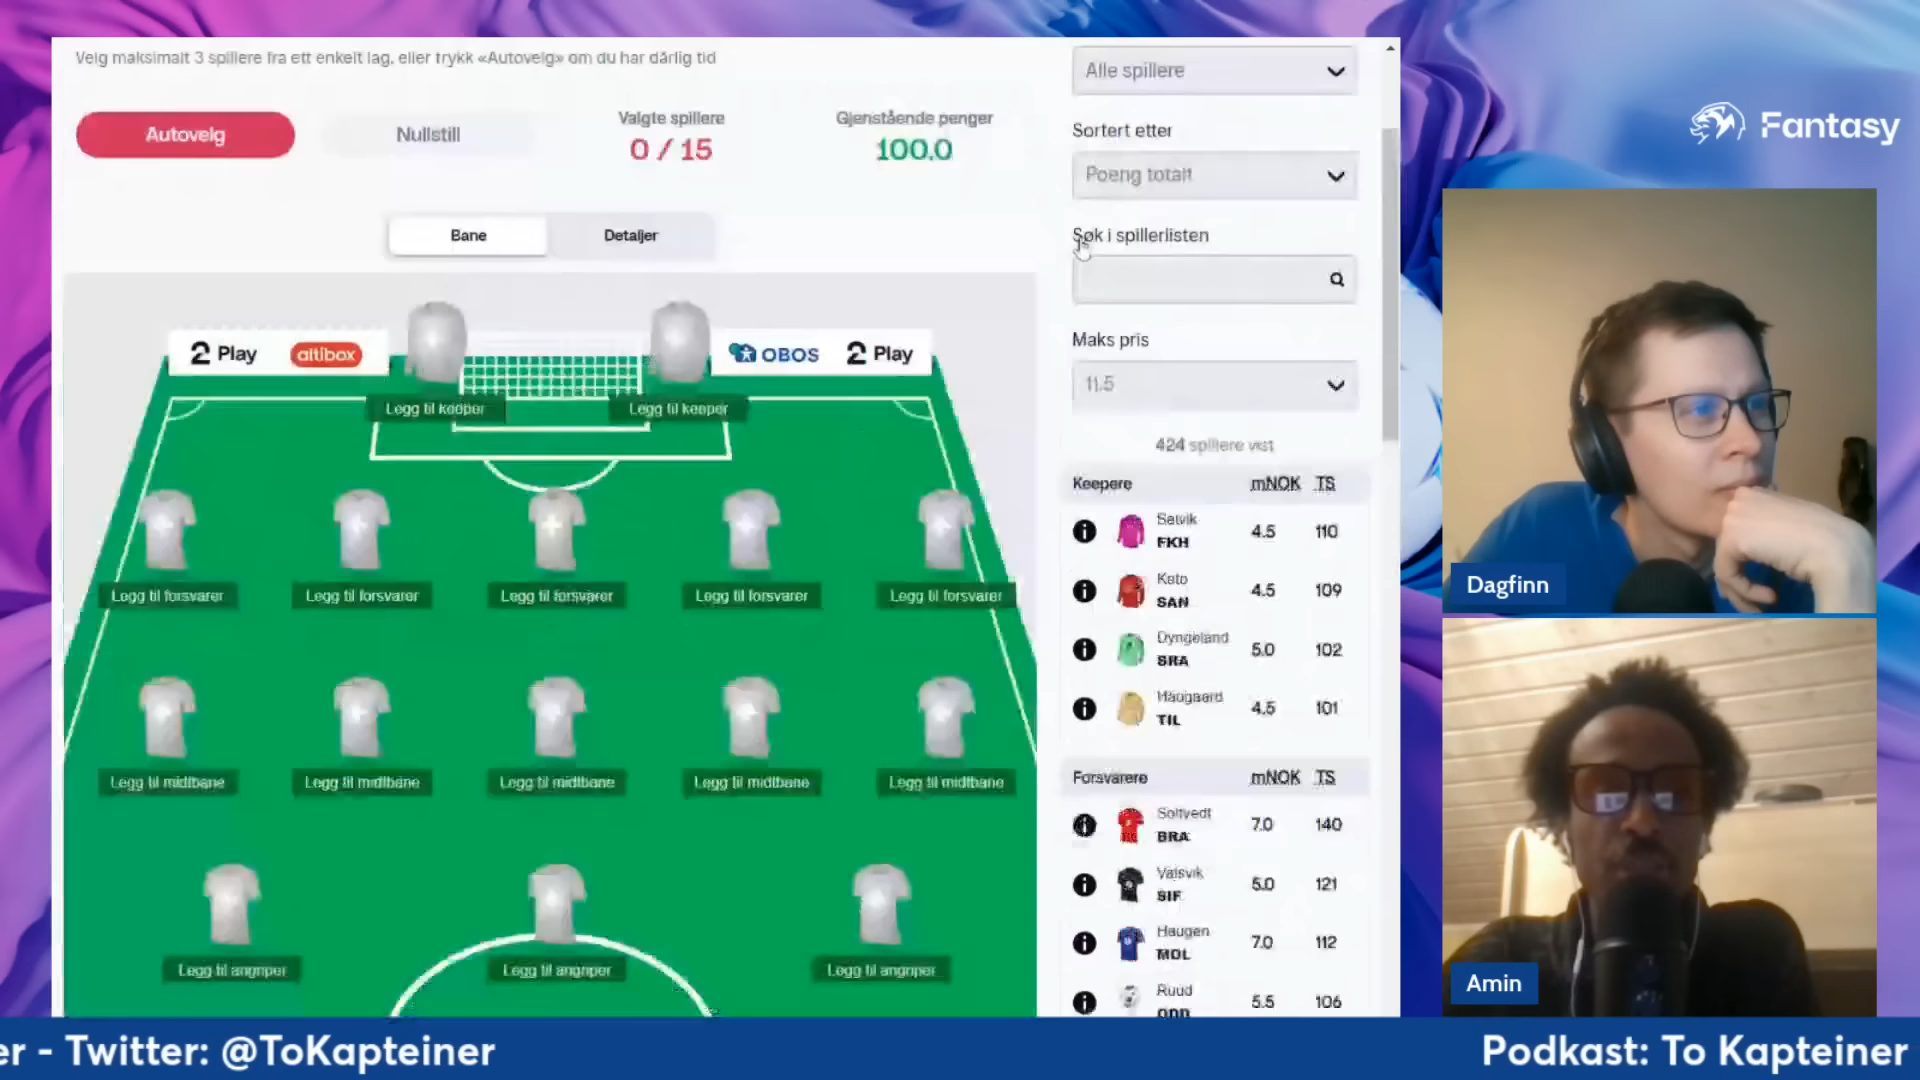 Velg maksimalt 3 spillere fra ett enkelt lag, eller trykk «Autovelg» om du har dårlig tid
Autovelg
Nullstill
Valgte spillere
0 / 15
Gjenstående penger
100.0
Bane
Detaljer
2 Play
altibox
OBOS
2 Play
Legg til keeper
Legg til keeper
Legg til forsvarer
Legg til forsvarer
Legg til forsvarer
Legg til forsvarer
Legg til forsvarer
Legg til midtbane
Legg til midtbane
Legg til midtbane
Legg til midtbane
Legg til midtbane
Legg til angriper
Legg til angriper
Legg til angriper
Alle spillere
Sortert etter
Poeng totalt
Søk i spillerlisten
Maks pris
11.5
424 spillere vist
Keepere mNOK TS
Selvik
FKH 4.5 110
Keto
SAN 4.5 109
Dyngeland
BRA 5.0 102
Haugaard
TIL 4.5 101
Forsvarere mNOK TS
Soltvedt
BRA 7.0 140
Valsvik
SIF 5.0 121
Haugen
MOL 7.0 112
Ruud
ODD 5.5 106
Fantasy
Dagfinn
Amin
er - Twitter: @ToKapteiner
Podkast: To Kapteiner